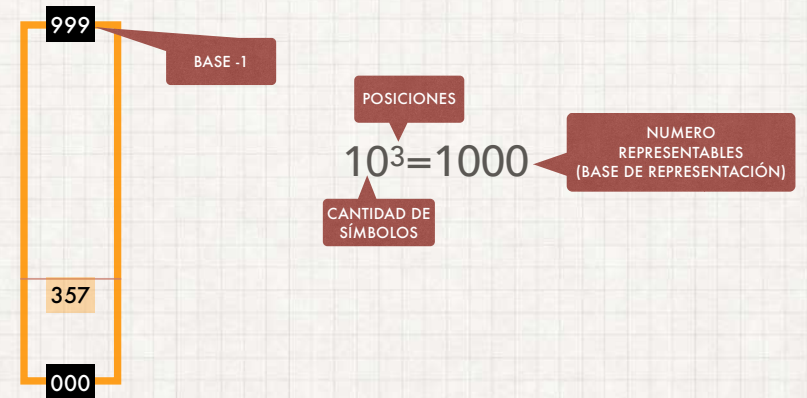 999
BASE -1
POSICIONES
10³=1000
NUMERO
REPRESENTABLES
(BASE DE REPRESENTACIÓN)
CANTIDAD DE
SÍMBOLOS
357
000